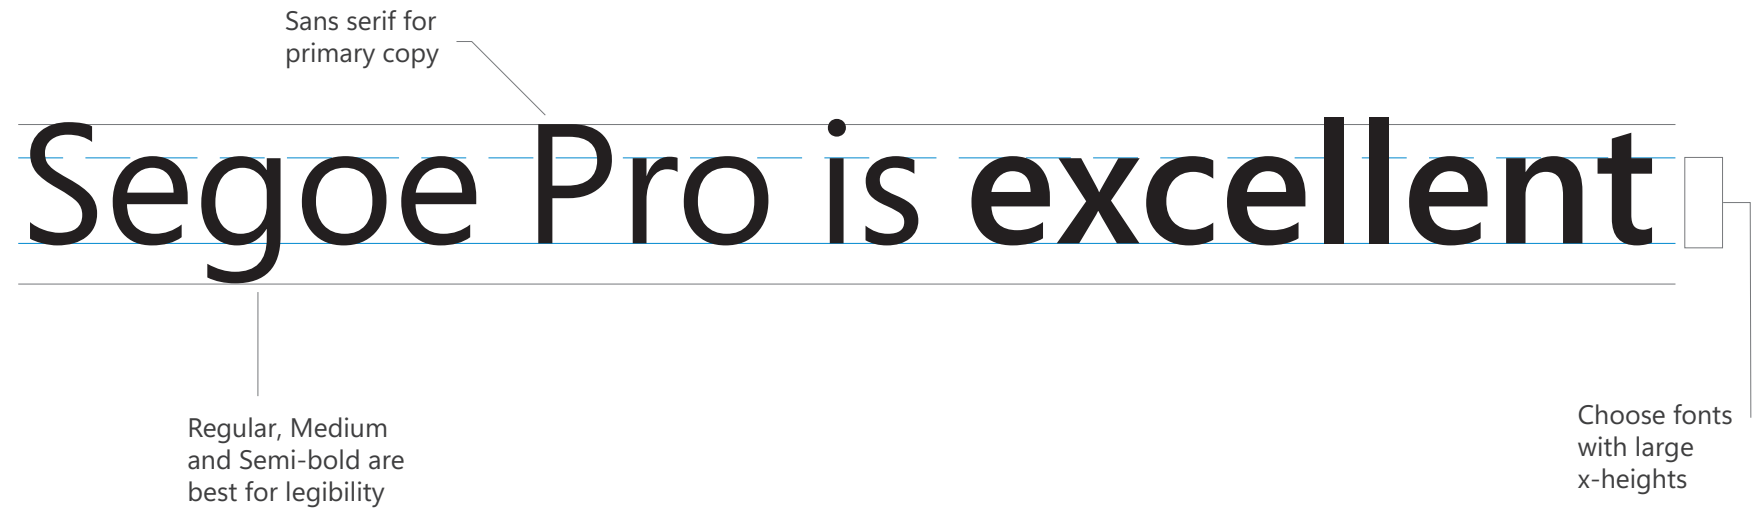 Sans serif for
primary copy
Segoe Pro is excellent
Regular, Medium
and Semi-bold are
best for legibility
Choose fonts
with large
x-heights